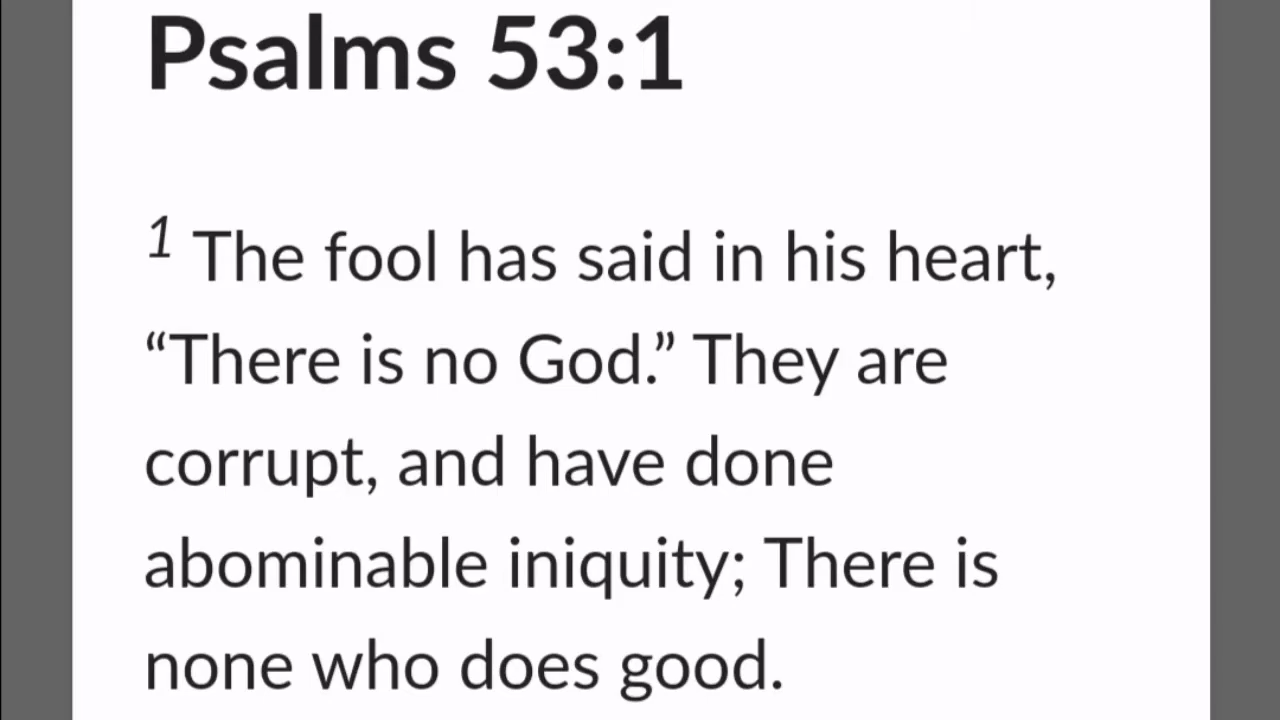 Psalms 53:1
1 The fool has said in his heart,
“There is no God.” They are
corrupt, and have done
abominable iniquity; There is
none who does good.